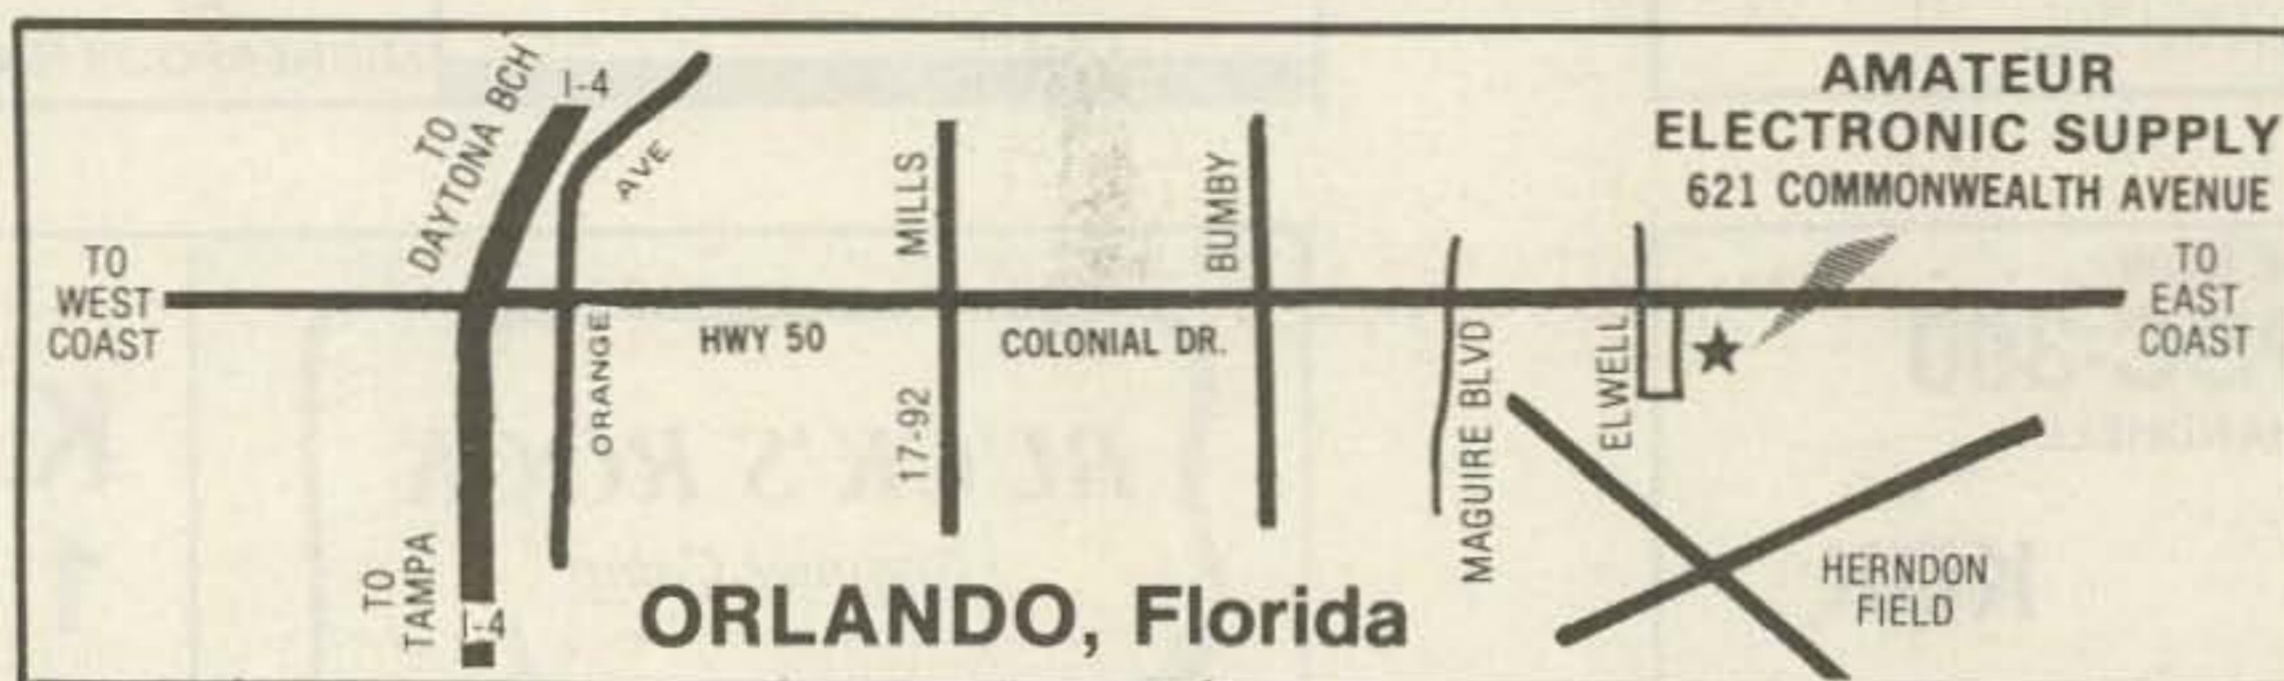 TO
DAYTONA BCH
I-4
AVE
MILLS
BUMBY
AMATEUR
ELECTRONIC SUPPLY
621 COMMONWEALTH AVENUE
TO
WEST
COAST
ORANGE
HWY 50
17-92
COLONIAL DR.
MAGUIRE BLVD
ELWELL
TO
EAST
COAST
TO
TAMPA
I-4
ORLANDO, Florida
HERNDON
FIELD